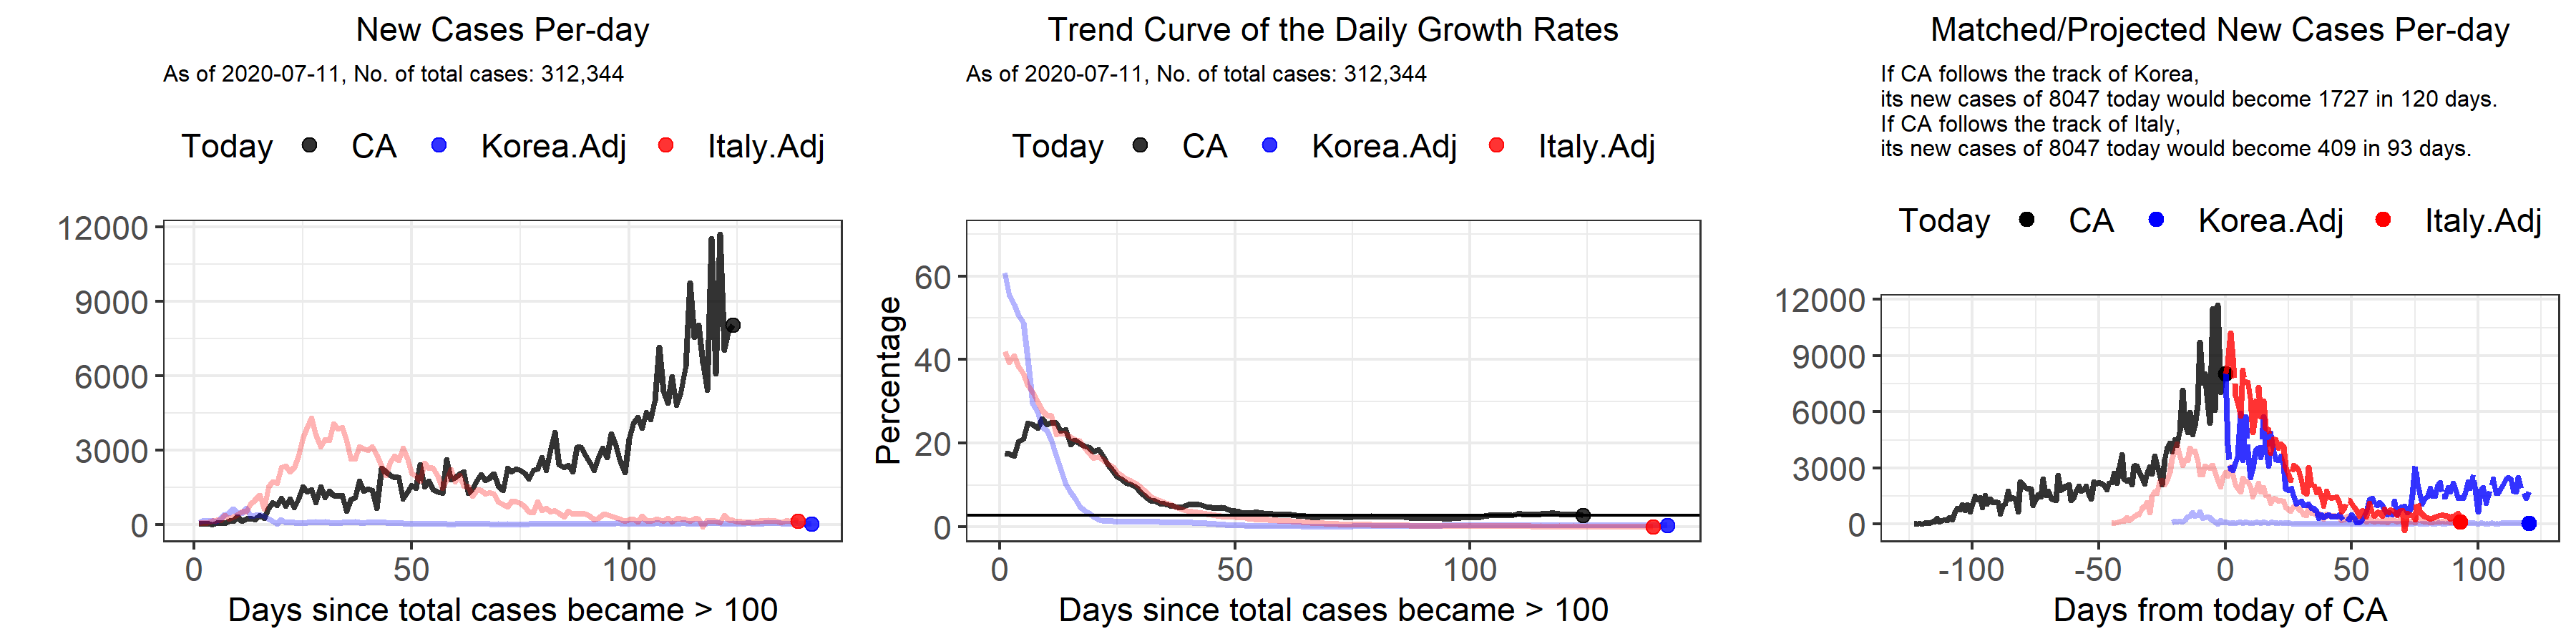 New Cases Per-day
As of 2020-07-11, No. of total cases: 312,344
Today CA Korea.Adj Italy.Adj
12000
9000
6000
3000
0
0 50 100
Days since total cases became > 100
Trend Curve of the Daily Growth Rates
As of 2020-07-11, No. of total cases: 312,344
Today CA Korea.Adj Italy.Adj
Percentage
60
40
20
0
0 50 100
Days since total cases became > 100
Matched/Projected New Cases Per-day
If CA follows the track of Korea,
its new cases of 8047 today would become 1727 in 120 days.
If CA follows the track of Italy,
its new cases of 8047 today would become 409 in 93 days.
Today CA Korea.Adj Italy.Adj
12000
9000
6000
3000
0
-100 -50 0 50 100
Days from today of CA